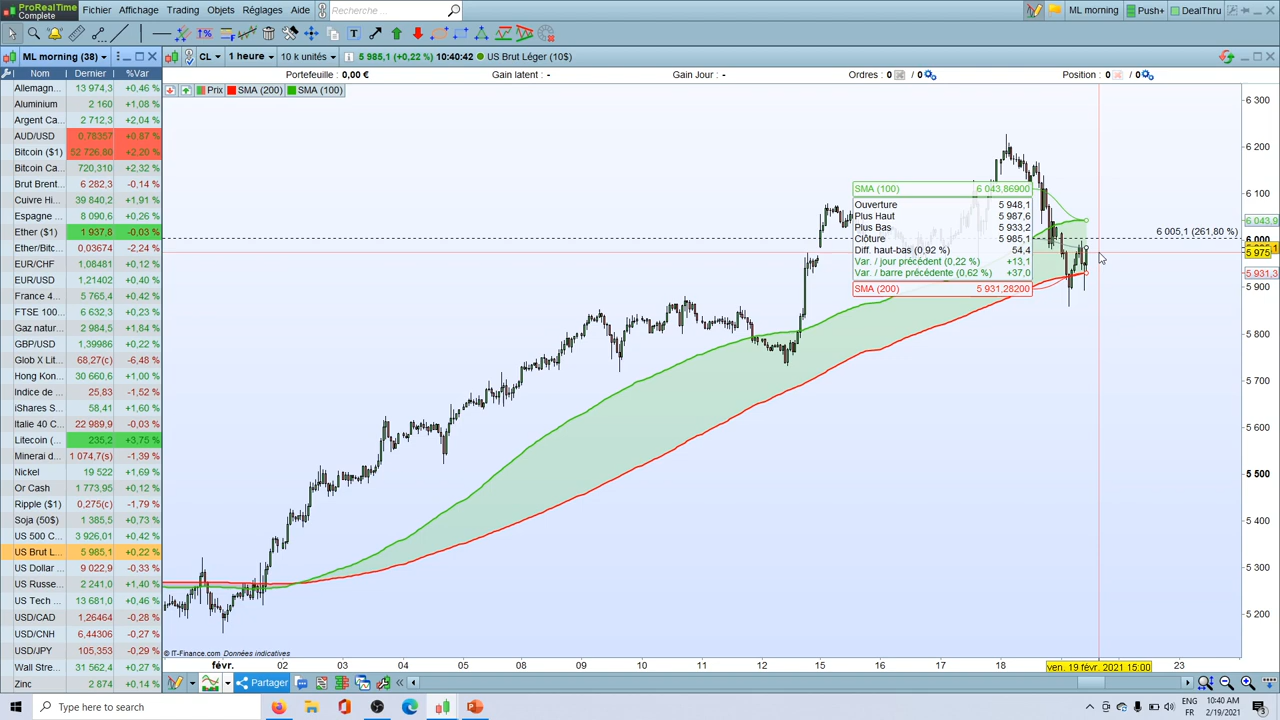 ProRealTime Complete
Fichier Affichage Trading Objets Réglages Aide Recherche ML morning Push+ DealThru
ML morning (38) CL 1 heure 10 k unités 5 985,1 (+0,22 %) 10:40:42 US Brut Léger (10$)
Portefeuille : 0,00 € Gain latent : - Gain Jour : - Ordres : 0 / 0 Position : 0 / 0
Nom Dernier %Var
Allemagn... 13 974,3 +0,46 %
Aluminium 2 160 +1,08 %
Argent Ca... 2 712,3 +2,04 %
AUD/USD 0,78357 +0,87 %
Bitcoin ($1) 52 726,80 +2,20 %
Bitcoin Ca... 720,310 +2,32 %
Brut Brent... 6 282,3 -0,14 %
Cuivre Hi... 39 840,2 +1,91 %
Espagne ... 8 090,6 +0,26 %
Ether ($1) 1 937,8 -0,03 %
Ether/Bitc... 0,03674 -2,24 %
EUR/CHF 1,08481 +0,12 %
EUR/USD 1,21400 +0,41 %
France 4... 5 765,4 +0,42 %
FTSE 100... 6 632,3 +0,23 %
Gaz natur... 2 984,5 +1,84 %
GBP/USD 1,39986 +0,22 %
Glob X Lit... 68,27(c) -6,48 %
Hong Kon... 30 660,6 +1,00 %
Indice de ... 25,83 -1,52 %
iShares S... 58,41 +1,60 %
Italie 40 C... 22 989,9 -0,03 %
Litecoin (... 235,2 +3,75 %
Minerai d... 1 074,7(s) -1,39 %
Nickel 19 522 +1,69 %
Or Cash 1 773,95 +0,12 %
Ripple ($1) 0,275(c) -1,79 %
Soja (50$) 1 385,5 +0,73 %
US 500 C... 3 926,01 +0,42 %
US Brut L... 5 985,1 +0,22 %
US Dollar ... 9 022,9 -0,33 %
US Russe... 2 241,0 +1,40 %
US Tech ... 13 681,0 +0,46 %
USD/CAD 1,26464 -0,28 %
USD/CNH 6,44306 -0,27 %
USD/JPY 105,353 -0,29 %
Wall Stre... 31 562,4 +0,27 %
Zinc 2 874 +0,14 %
Prix SMA (200) SMA (100)
SMA (100) 6 043,86900
Ouverture 5 948,1
Plus Haut 5 987,6
Plus Bas 5 933,2
Clôture 5 985,1
Diff. haut-bas (0,92 %) 54,4
Var. / jour précédent (0,22 %) +13,1
Var. / barre précédente (0,62 %) +37,0
SMA (200) 5 931,28200
6 005,1 (261,80 %)
6 300
6 200
6 100
6 043,9
6 000
5 975
5 931,3
5 900
5 800
5 700
5 600
5 500
5 400
5 300
5 200
© IT-Finance.com Données indicatives
févr. 02 03 04 05 08 09 10 11 12 15 16 17 18 ven. 19 févr. 2021 15:00 23
Partager
Type here to search
ENG 10:40 AM
FR 2/19/2021
3